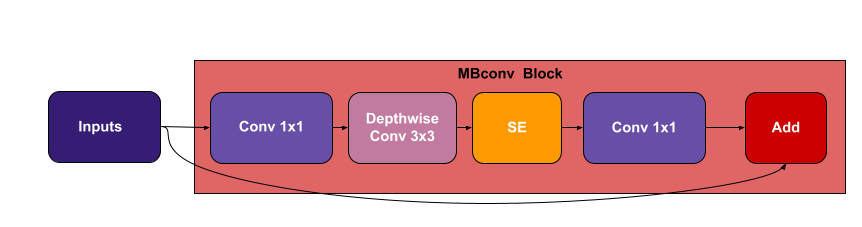 MBconv Block
Inputs
Conv 1x1
Depthwise
Conv 3x3
SE
Conv 1x1
Add